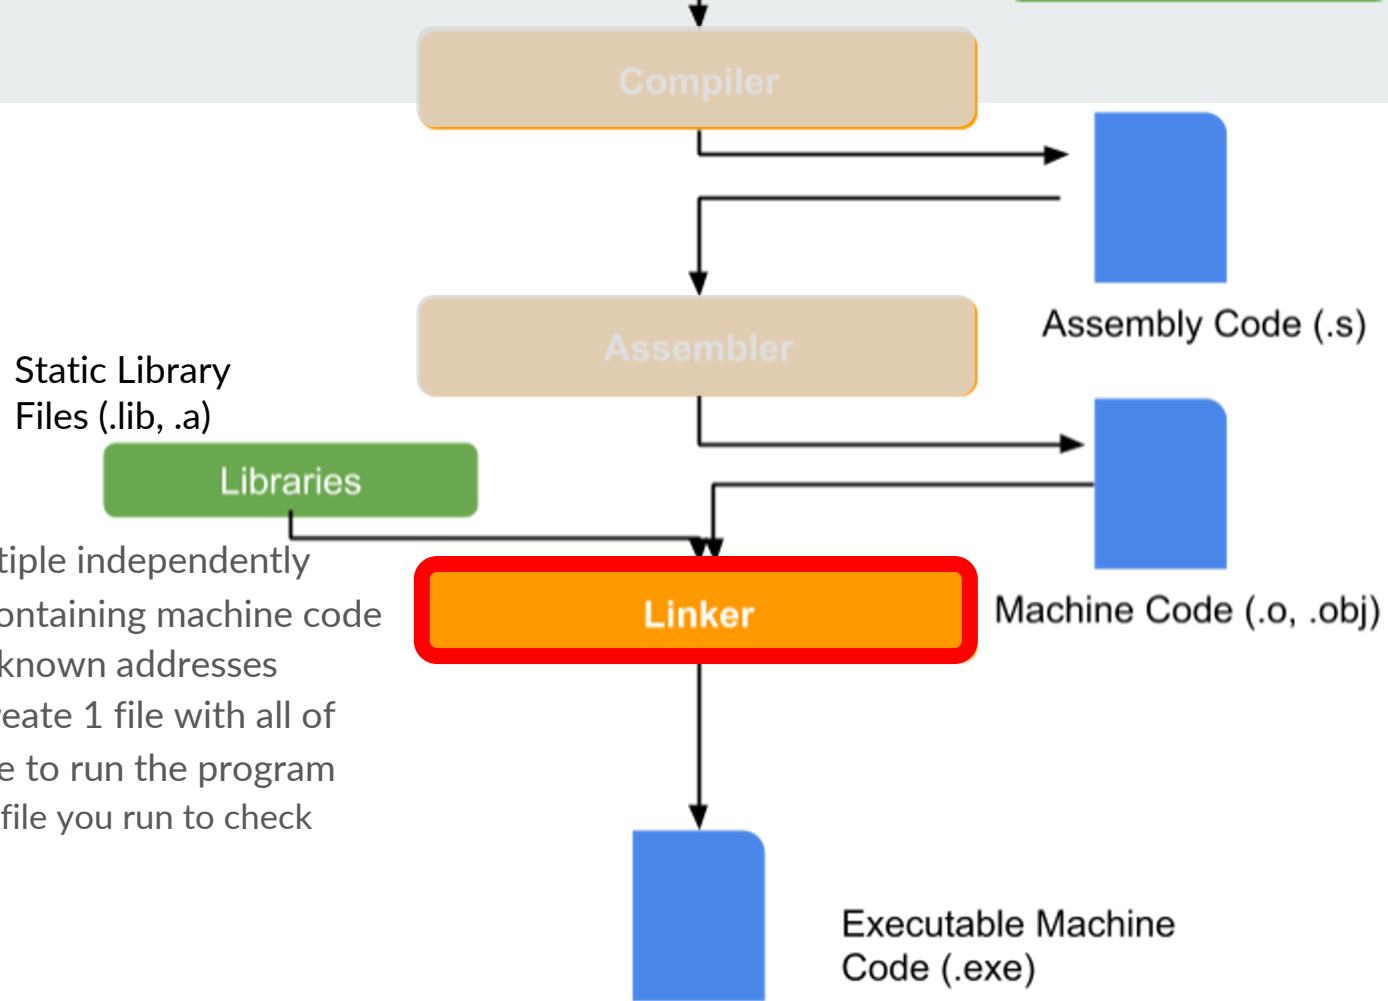 Compiler
Assembly Code (.s)
Assembler
Static Library
Files (.lib, .a)
Libraries
tiple independently
ontaining machine code
known addresses
eate 1 file with all of
e to run the program
file you run to check
Linker
Machine Code (.o, .obj)
Executable Machine
Code (.exe)